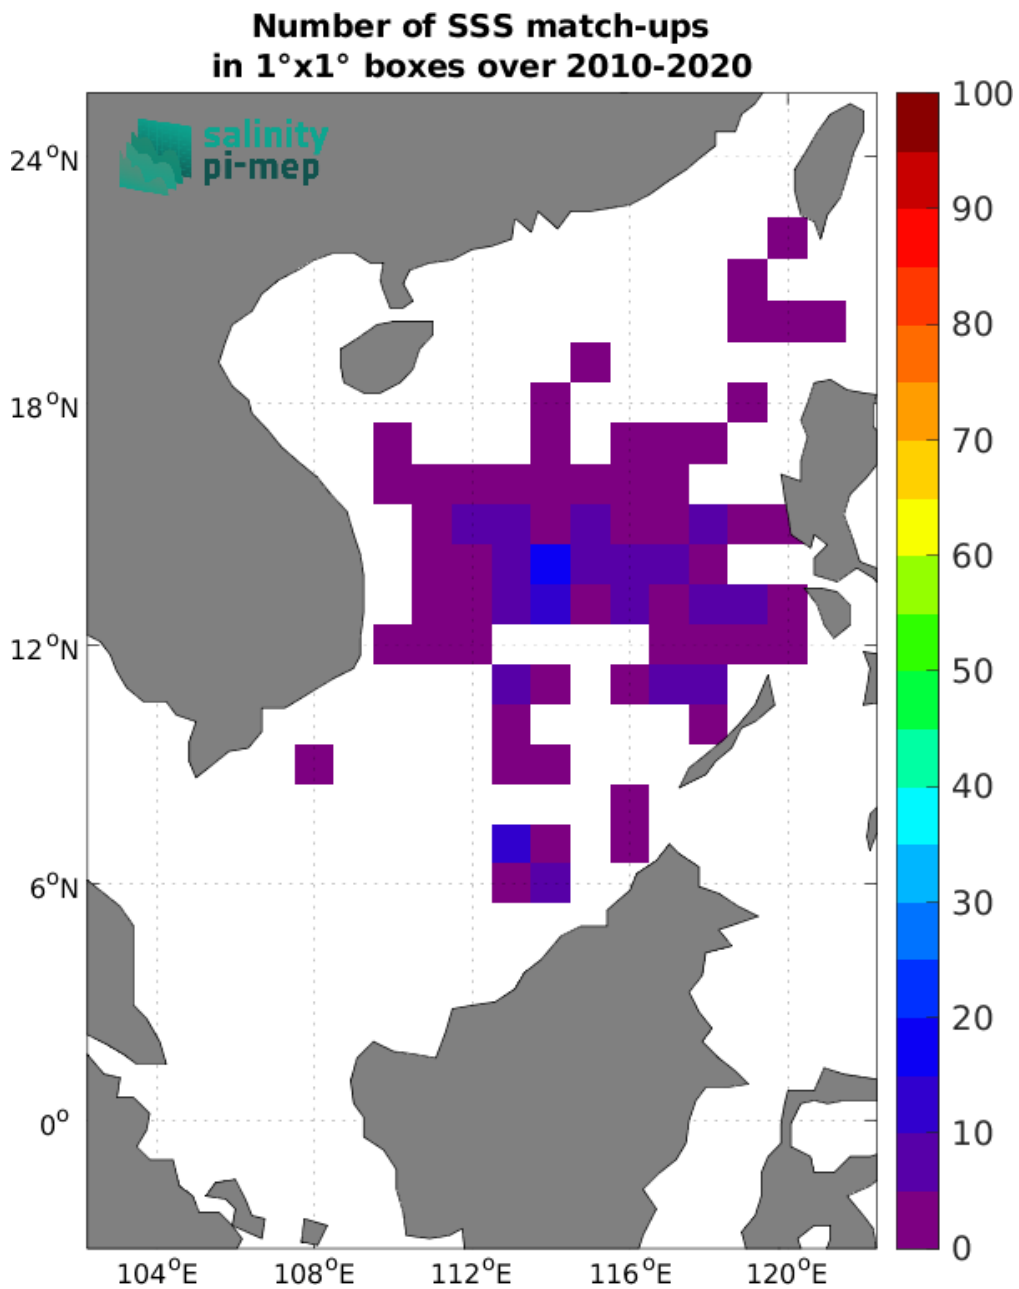 Number of SSS match-ups
in 1°x1° boxes over 2010-2020
salinity
pi-mep
24°N
18°N
12°N
6°N
0°
104°E 108°E 112°E 116°E 120°E
100
90
80
70
60
50
40
30
20
10
0